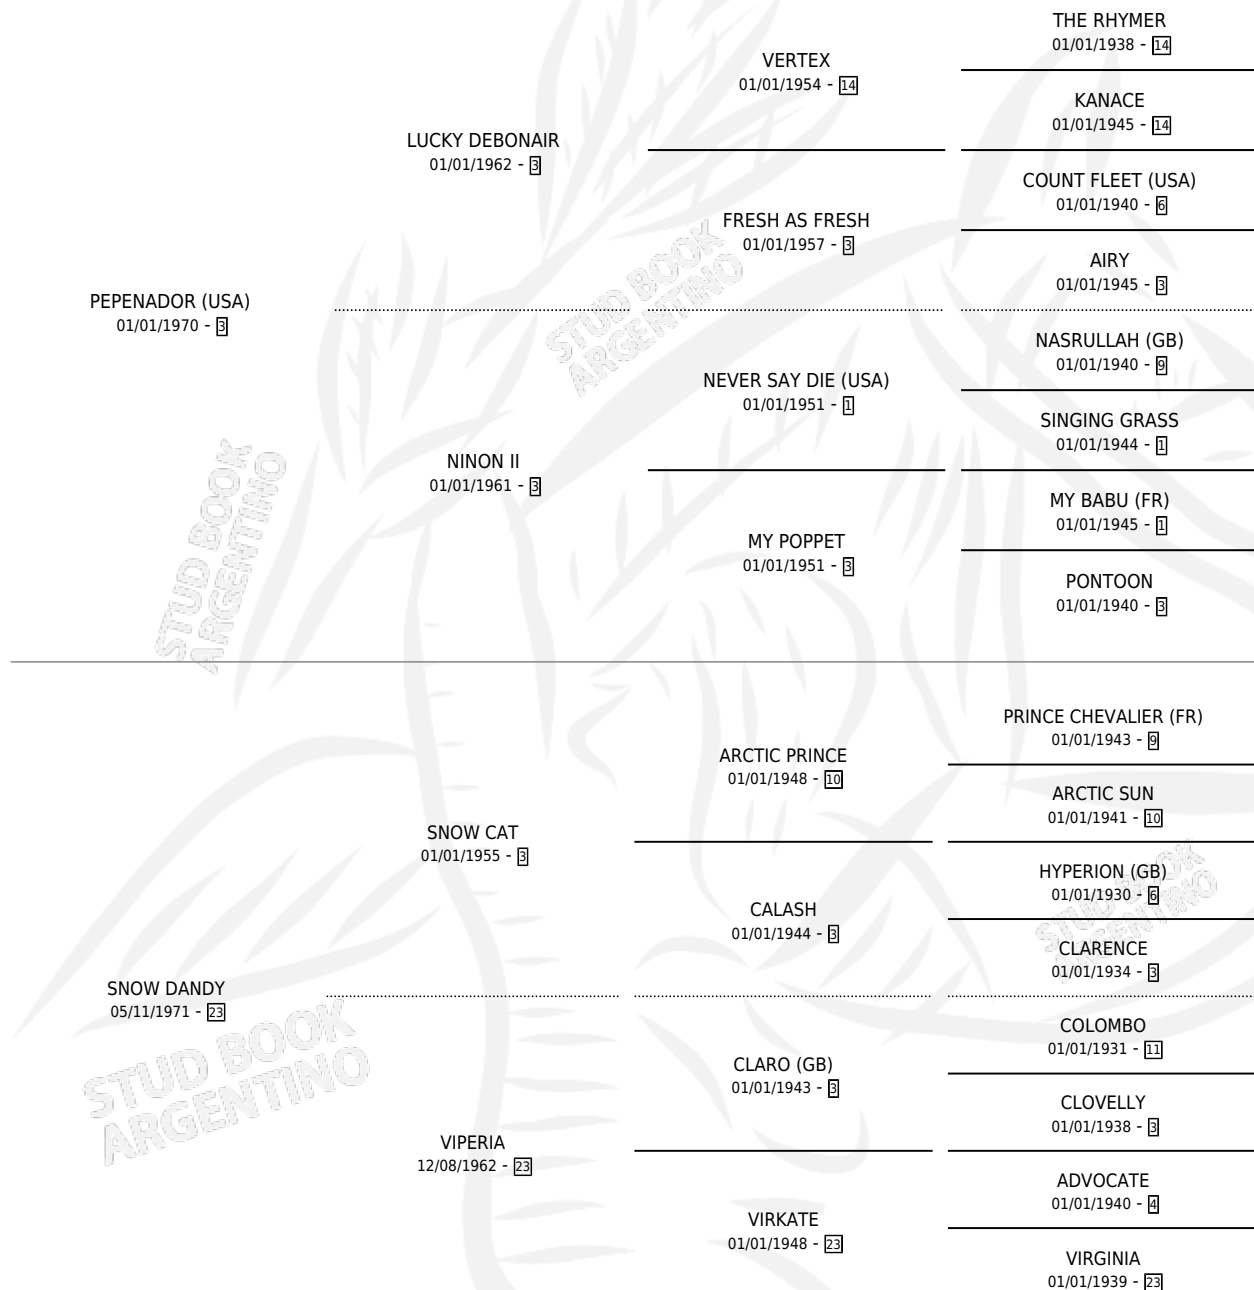 THE RHYMER
01/01/1938 - 14
VERTEX
01/01/1954 - 14
KANACE
01/01/1945 - 14
LUCKY DEBONAIR
01/01/1962 - 3
COUNT FLEET (USA)
01/01/1940 - 6
FRESH AS FRESH
01/01/1957 - 3
AIRY
01/01/1945 - 3
PEPENADOR (USA)
01/01/1970 - 3
STUD BOOK
ARGENTINO
NASRULLAH (GB)
01/01/1940 - 9
NEVER SAY DIE (USA)
01/01/1951 - 1
SINGING GRASS
01/01/1944 - 1
NINON II
01/01/1961 - 3
MY BABU (FR)
01/01/1945 - 1
MY POPPET
01/01/1951 - 3
PONTOON
01/01/1940 - 3
STUD BOOK
ARGENTINO
PRINCE CHEVALIER (FR)
01/01/1943 - 9
ARCTIC PRINCE
01/01/1948 - 10
ARCTIC SUN
01/01/1941 - 10
SNOW CAT
01/01/1955 - 3
HYPERION (GB)
01/01/1930 - 6
CALASH
01/01/1944 - 3
STUD BOOK
ARGENTINO
CLARENCE
01/01/1934 - 3
SNOW DANDY
05/11/1971 - 23
STUD BOOK
ARGENTINO
COLOMBO
01/01/1931 - 11
CLARO (GB)
01/01/1943 - 3
CLOVELLY
01/01/1938 - 3
VIPERIA
12/08/1962 - 23
ADVOCATE
01/01/1940 - 4
VIRKATE
01/01/1948 - 23
VIRGINIA
01/01/1939 - 23